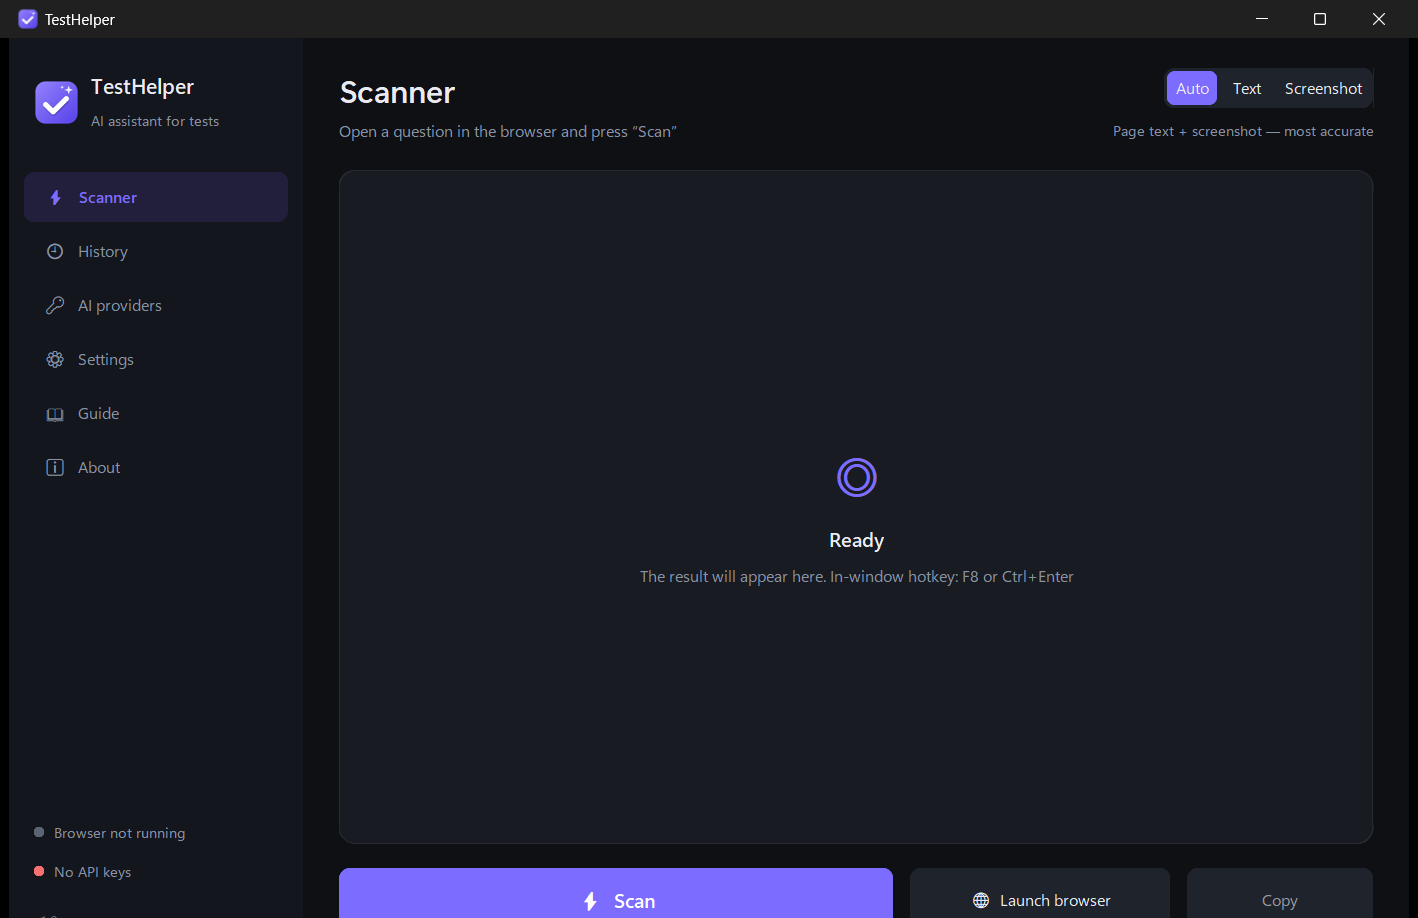 TestHelper
TestHelper
AI assistant for tests
Scanner
History
AI providers
Settings
Guide
About
Browser not running
No API keys
Scanner
Open a question in the browser and press “Scan”
Auto Text Screenshot
Page text + screenshot — most accurate
Ready
The result will appear here. In-window hotkey: F8 or Ctrl+Enter
Scan
Launch browser
Copy